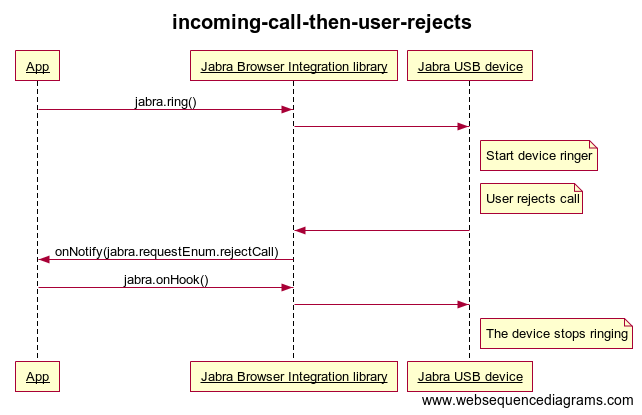 incoming-call-then-user-rejects
App
Jabra Browser Integration library
Jabra USB device
jabra.ring()
Start device ringer
User rejects call
onNotify(jabra.requestEnum.rejectCall)
jabra.onHook()
The device stops ringing
App
Jabra Browser Integration library
Jabra USB device
www.websequencediagrams.com